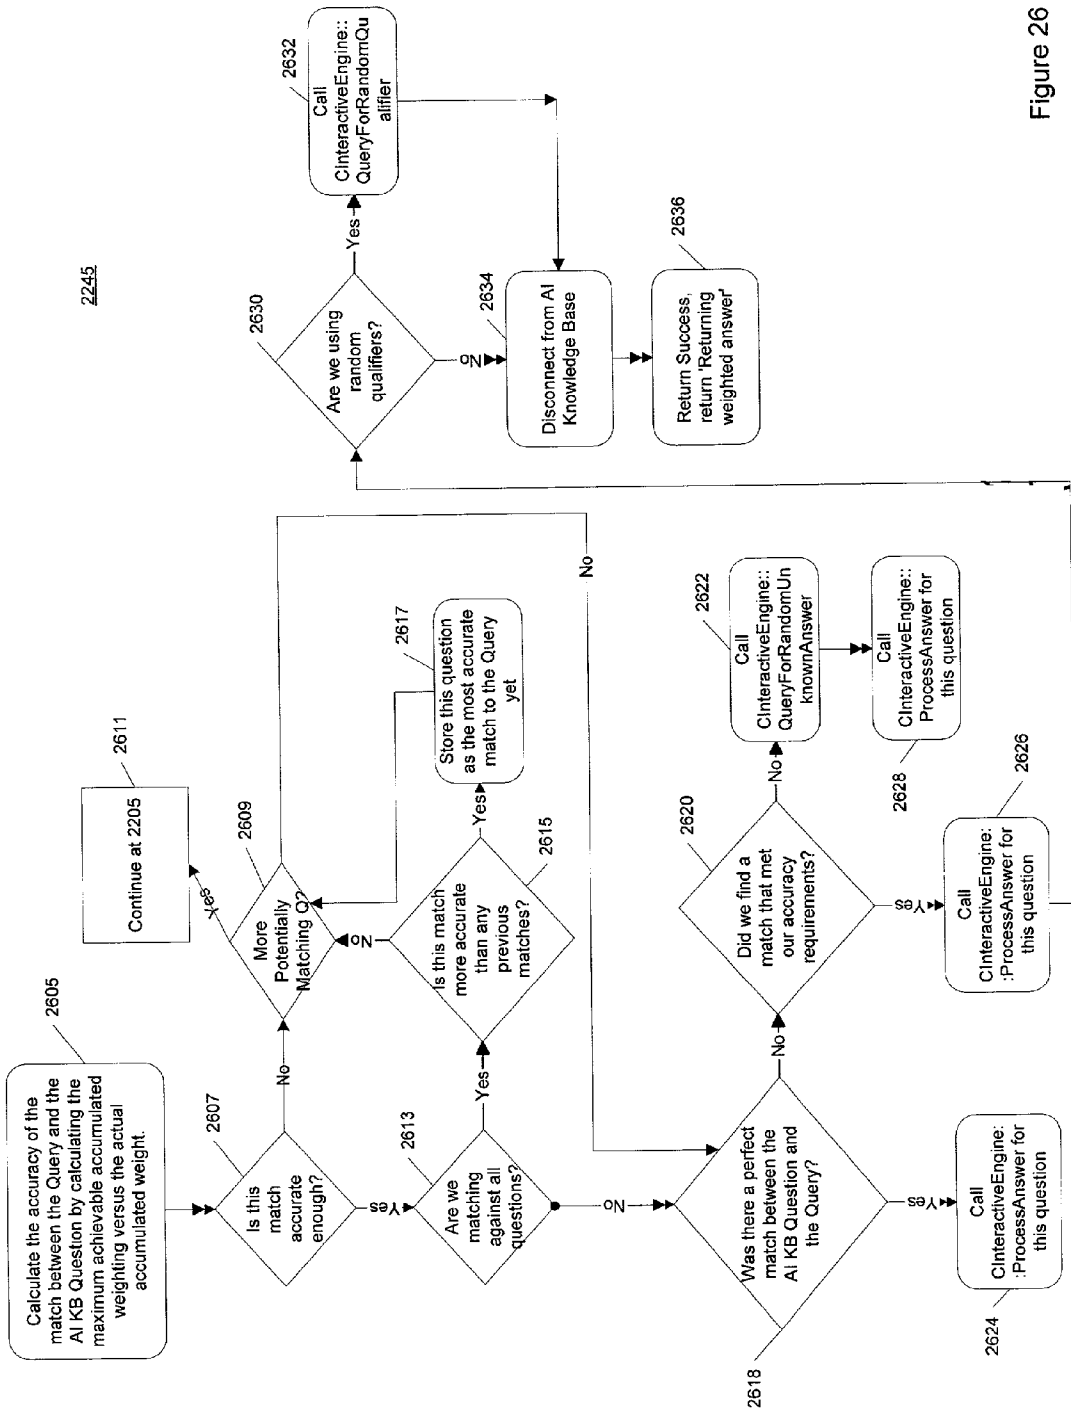 2245
Calculate the accuracy of the
match between the Query and the
AI KB Question by calculating the
maximum achievable accumulated
weighting versus the actual
accumulated weight.
2605
Is this
match
accurate
enough?
2607
No
Yes
More
Potentially
Matching Q?
2609
Yes
No
Continue at 2205
2611
Are we
matching
against all
questions?
2613
Yes
No
Is this match
more accurate
than any
previous
matches?
2615
No
Yes
Store this question
as the most accurate
match to the Query
yet
2617
Was there a perfect
match between the
AI KB Question and
the Query?
2618
No
Yes
Did we find a
match that met
our accuracy
requirements?
2620
No
Yes
Call
CInteractiveEngine::
QueryForRandomUn
knownAnswer
2622
Call
CInteractiveEngine:
:ProcessAnswer for
this question
2624
Call
CInteractiveEngine:
:ProcessAnswer for
this question
2626
Call
CInteractiveEngine::
ProcessAnswer for
this question
2628
Are we using
random
qualifiers?
2630
Yes
No
Call
CInteractiveEngine::
QueryForRandomQu
alifier
2632
Disconnect from AI
Knowledge Base
2634
Return Success,
return 'Returning
weighted answer'
2636
Figure 26